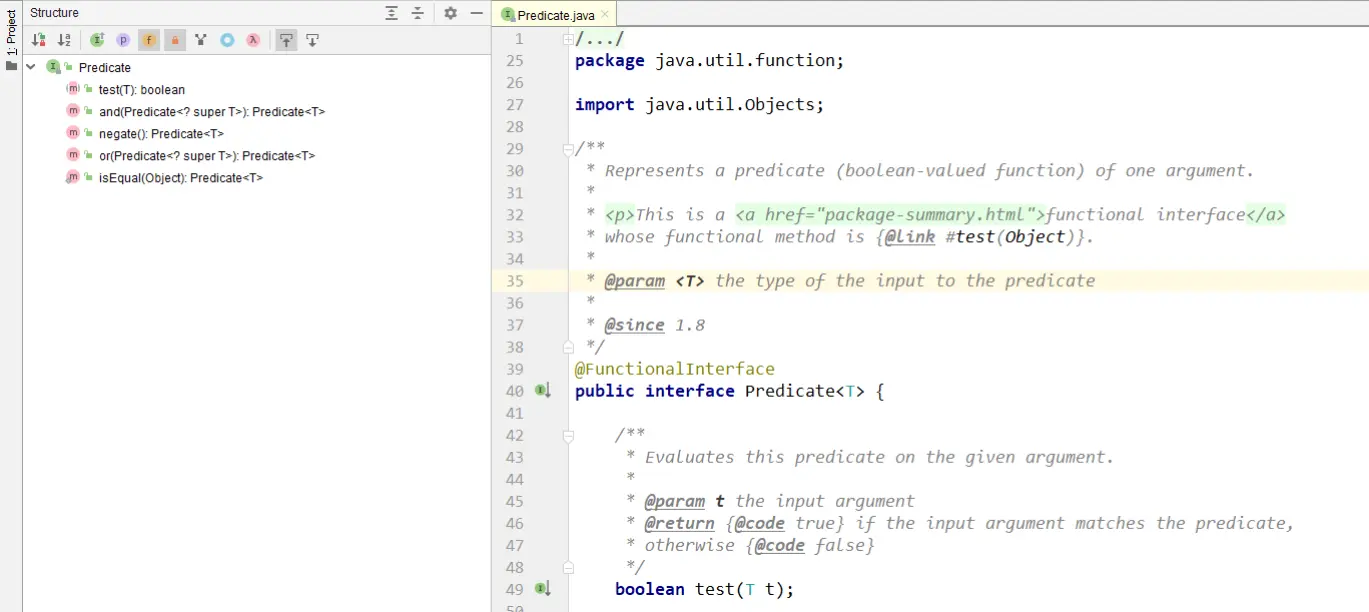 1: Project
Structure
Predicate
test(T): boolean
and(Predicate<? super T>): Predicate<T>
negate(): Predicate<T>
or(Predicate<? super T>): Predicate<T>
isEqual(Object): Predicate<T>
Predicate.java
1 /.../
25 package java.util.function;
26
27 import java.util.Objects;
28
29 /**
30 * Represents a predicate (boolean-valued function) of one argument.
31 *
32 * <p>This is a <a href="package-summary.html">functional interface</a>
33 * whose functional method is {@link #test(Object)}.
34 *
35 * @param <T> the type of the input to the predicate
36 *
37 * @since 1.8
38 */
39 @FunctionalInterface
40 public interface Predicate<T> {
41
42 /**
43 * Evaluates this predicate on the given argument.
44 *
45 * @param t the input argument
46 * @return {@code true} if the input argument matches the predicate,
47 * otherwise {@code false}
48 */
49 boolean test(T t);
50